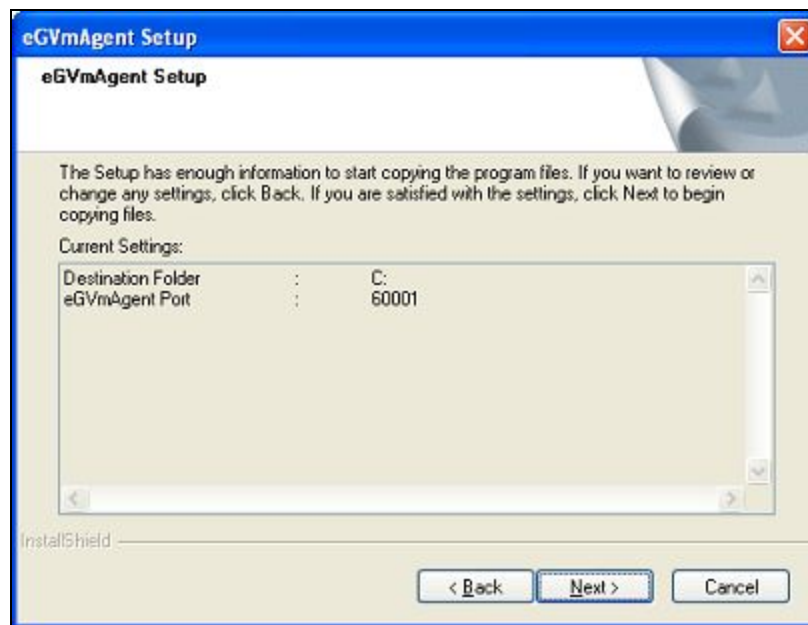 eGVmAgent Setup
eGVmAgent Setup
The Setup has enough information to start copying the program files. If you want to review or
change any settings, click Back. If you are satisfied with the settings, click Next to begin
copying files.
Current Settings:
Destination Folder : C:
eGVmAgent Port : 60001
InstallShield
< Back Next > Cancel